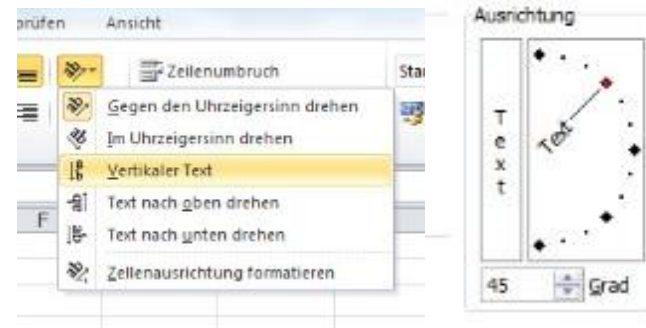 prüfen Ansicht
Zeilenumbruch
Gegen den Uhrzeigersinn drehen
Im Uhrzeigersinn drehen
Vertikaler Text
Text nach oben drehen
Text nach unten drehen
Zellenausrichtung formatieren
F
Ausrichtung
Text
Text
45 Grad